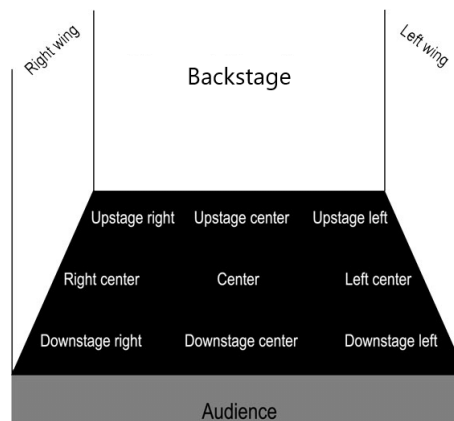 Right wing
Backstage
Left wing
Upstage right Upstage center Upstage left
Right center Center Left center
Downstage right Downstage center Downstage left
Audience